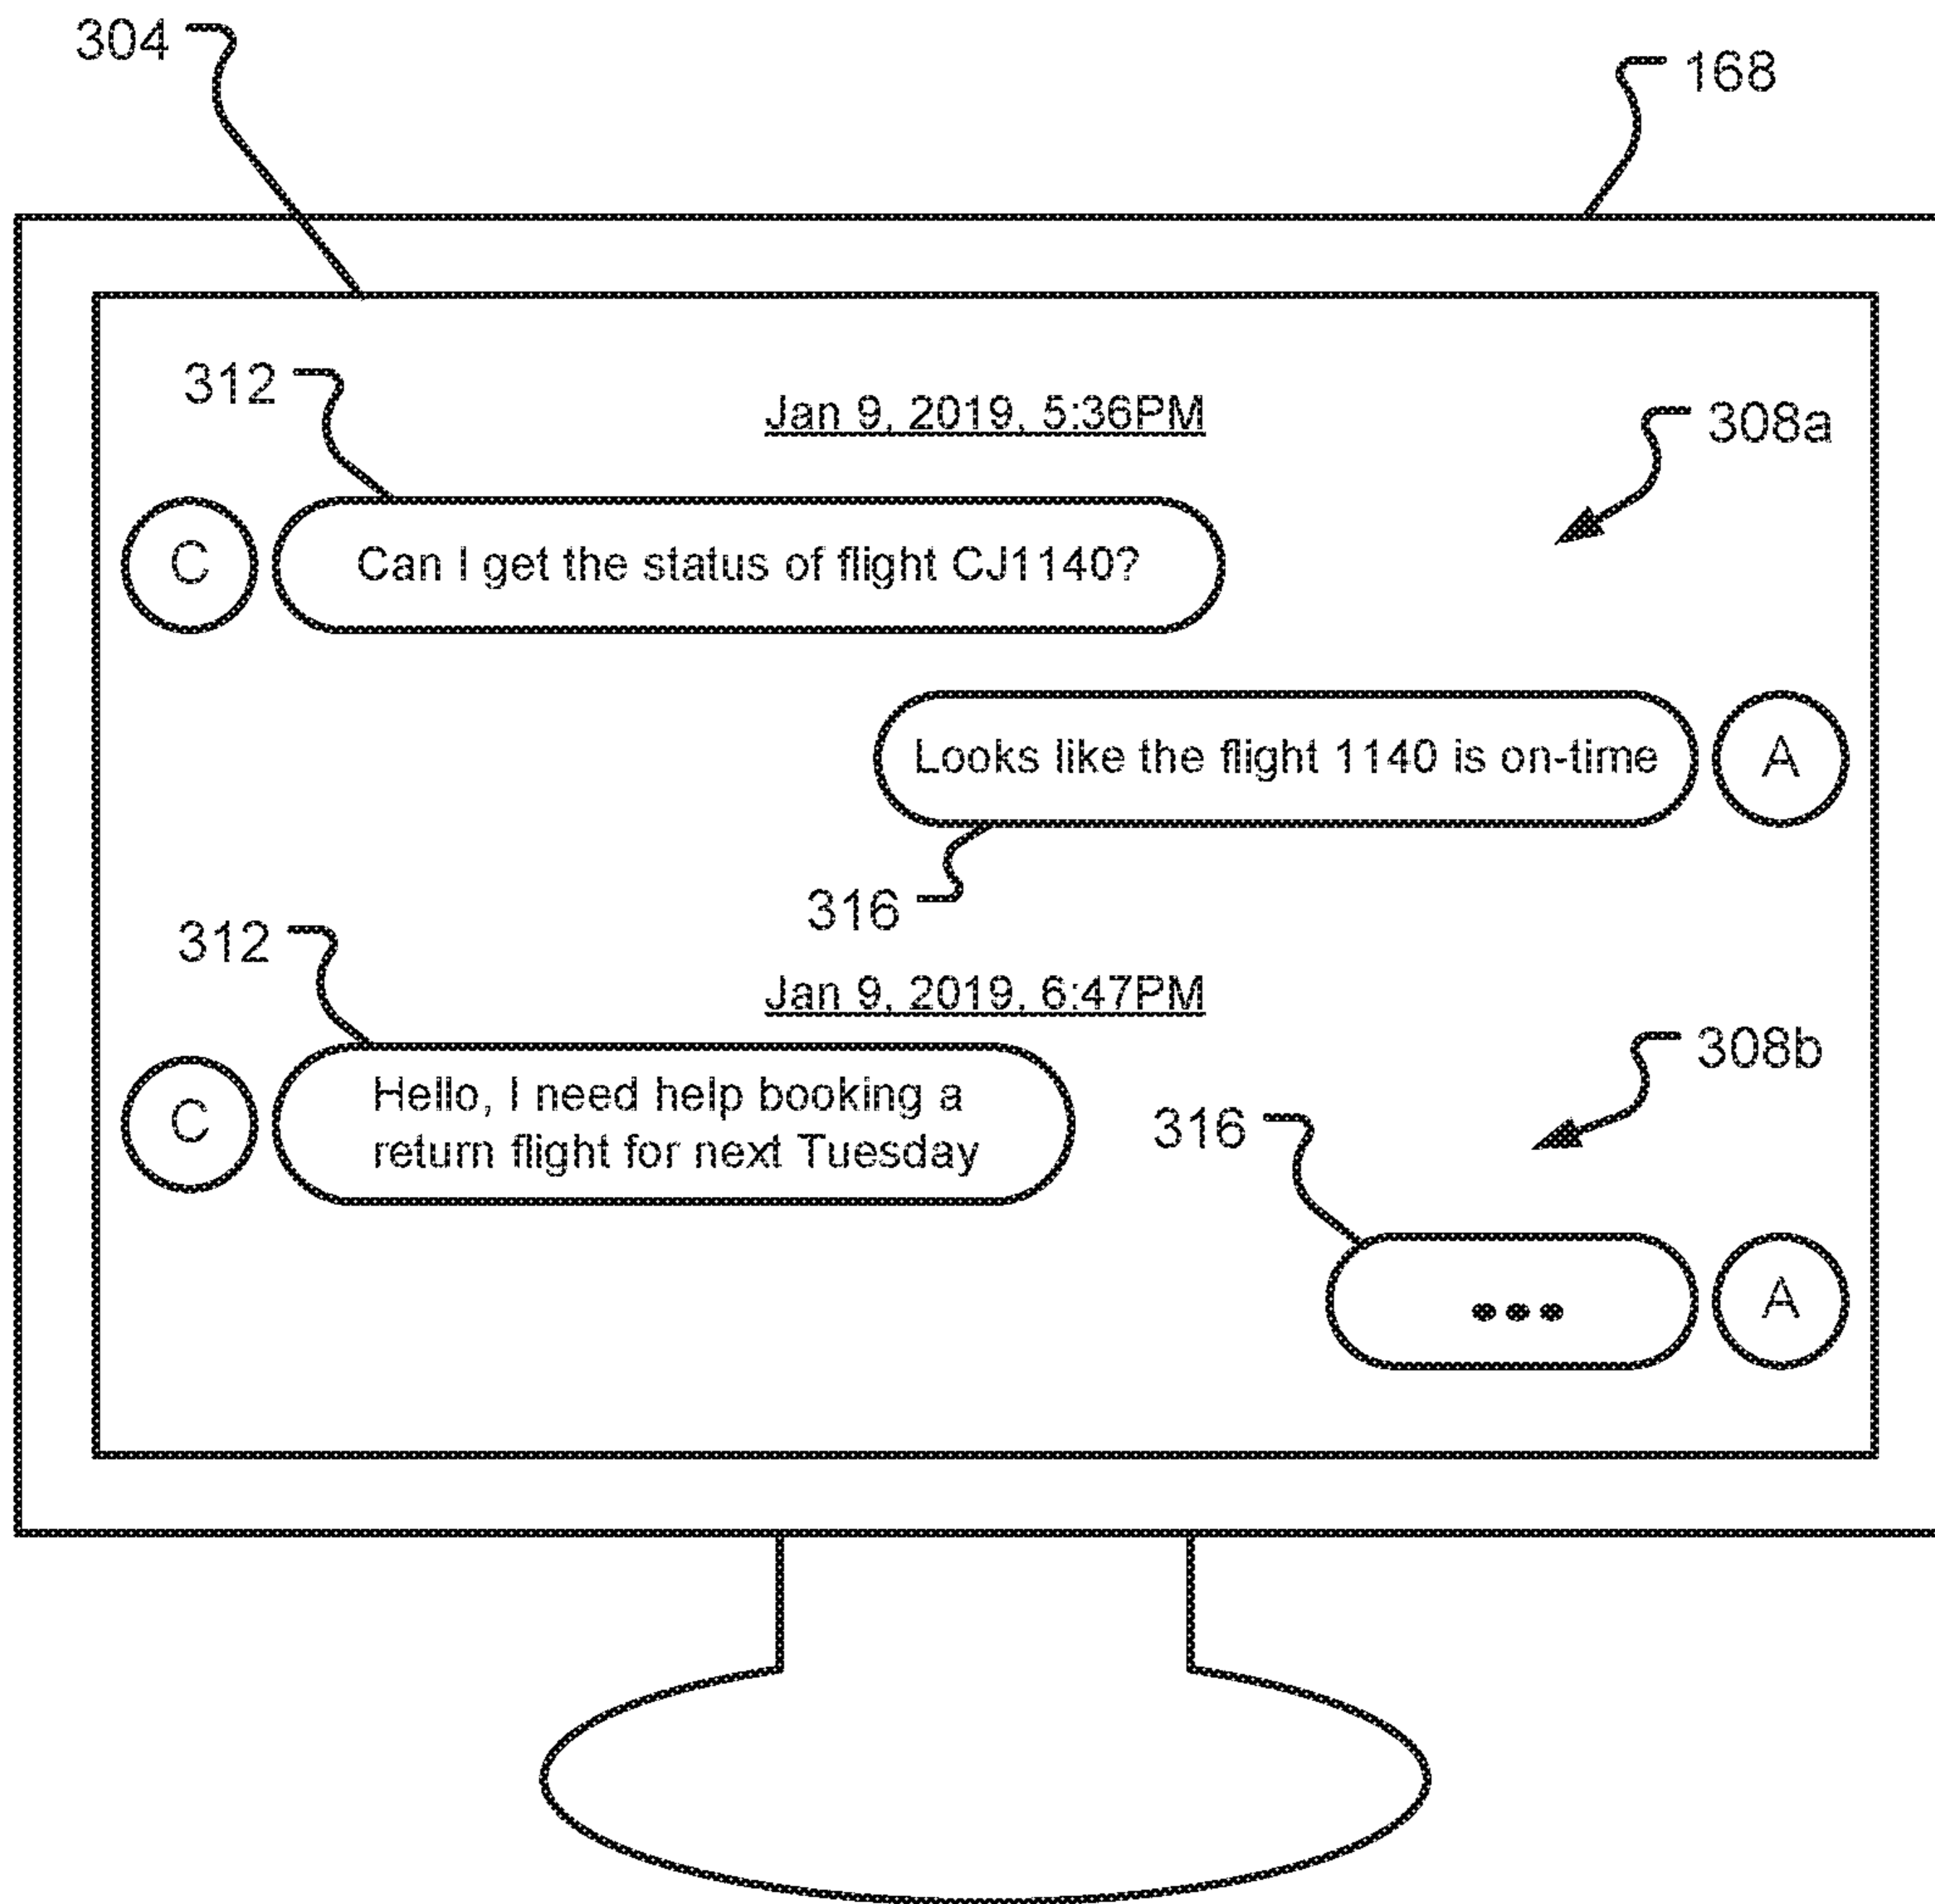 304
168
312
Jan 9, 2019, 5:36PM
308a
C
Can I get the status of flight CJ1140?
Looks like the flight 1140 is on-time
A
316
312
Jan 9, 2019, 6:47PM
308b
C
Hello, I need help booking a
return flight for next Tuesday
316
...
A